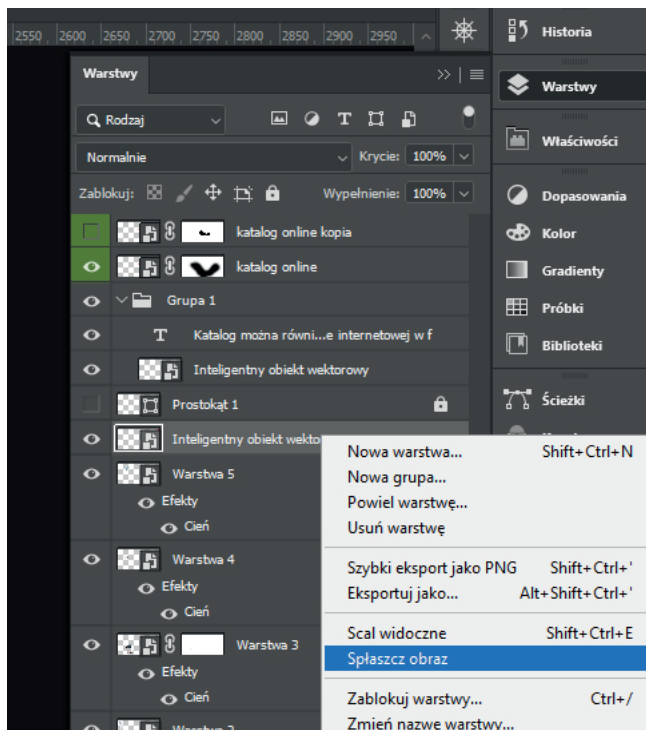 2550 2600 2650 2700 2750 2800 2850 2900 2950
Historia
Warstwy
Warstwy
Rodzaj
Właściwości
Normalnie Krycie: 100%
Zablokuj: Wypełnienie: 100%
Dopasowania
katalog online kopia
Kolor
katalog online
Gradienty
Grupa 1
Próbki
Katalog można równi...e internetowej w f
Biblioteki
Inteligentny obiekt wektorowy
Prostokąt 1
Ścieżki
Inteligentny obiekt wekto
Nowa warstwa... Shift+Ctrl+N
Warstwa 5
Nowa grupa...
Efekty
Powiel warstwę...
Cień
Usuń warstwę
Warstwa 4
Szybki eksport jako PNG Shift+Ctrl+'
Efekty
Eksportuj jako... Alt+Shift+Ctrl+'
Cień
Scal widoczne Shift+Ctrl+E
Warstwa 3
Spłaszcz obraz
Efekty
Cień
Zablokuj warstwy... Ctrl+/
Zmień nazwę warstwy...